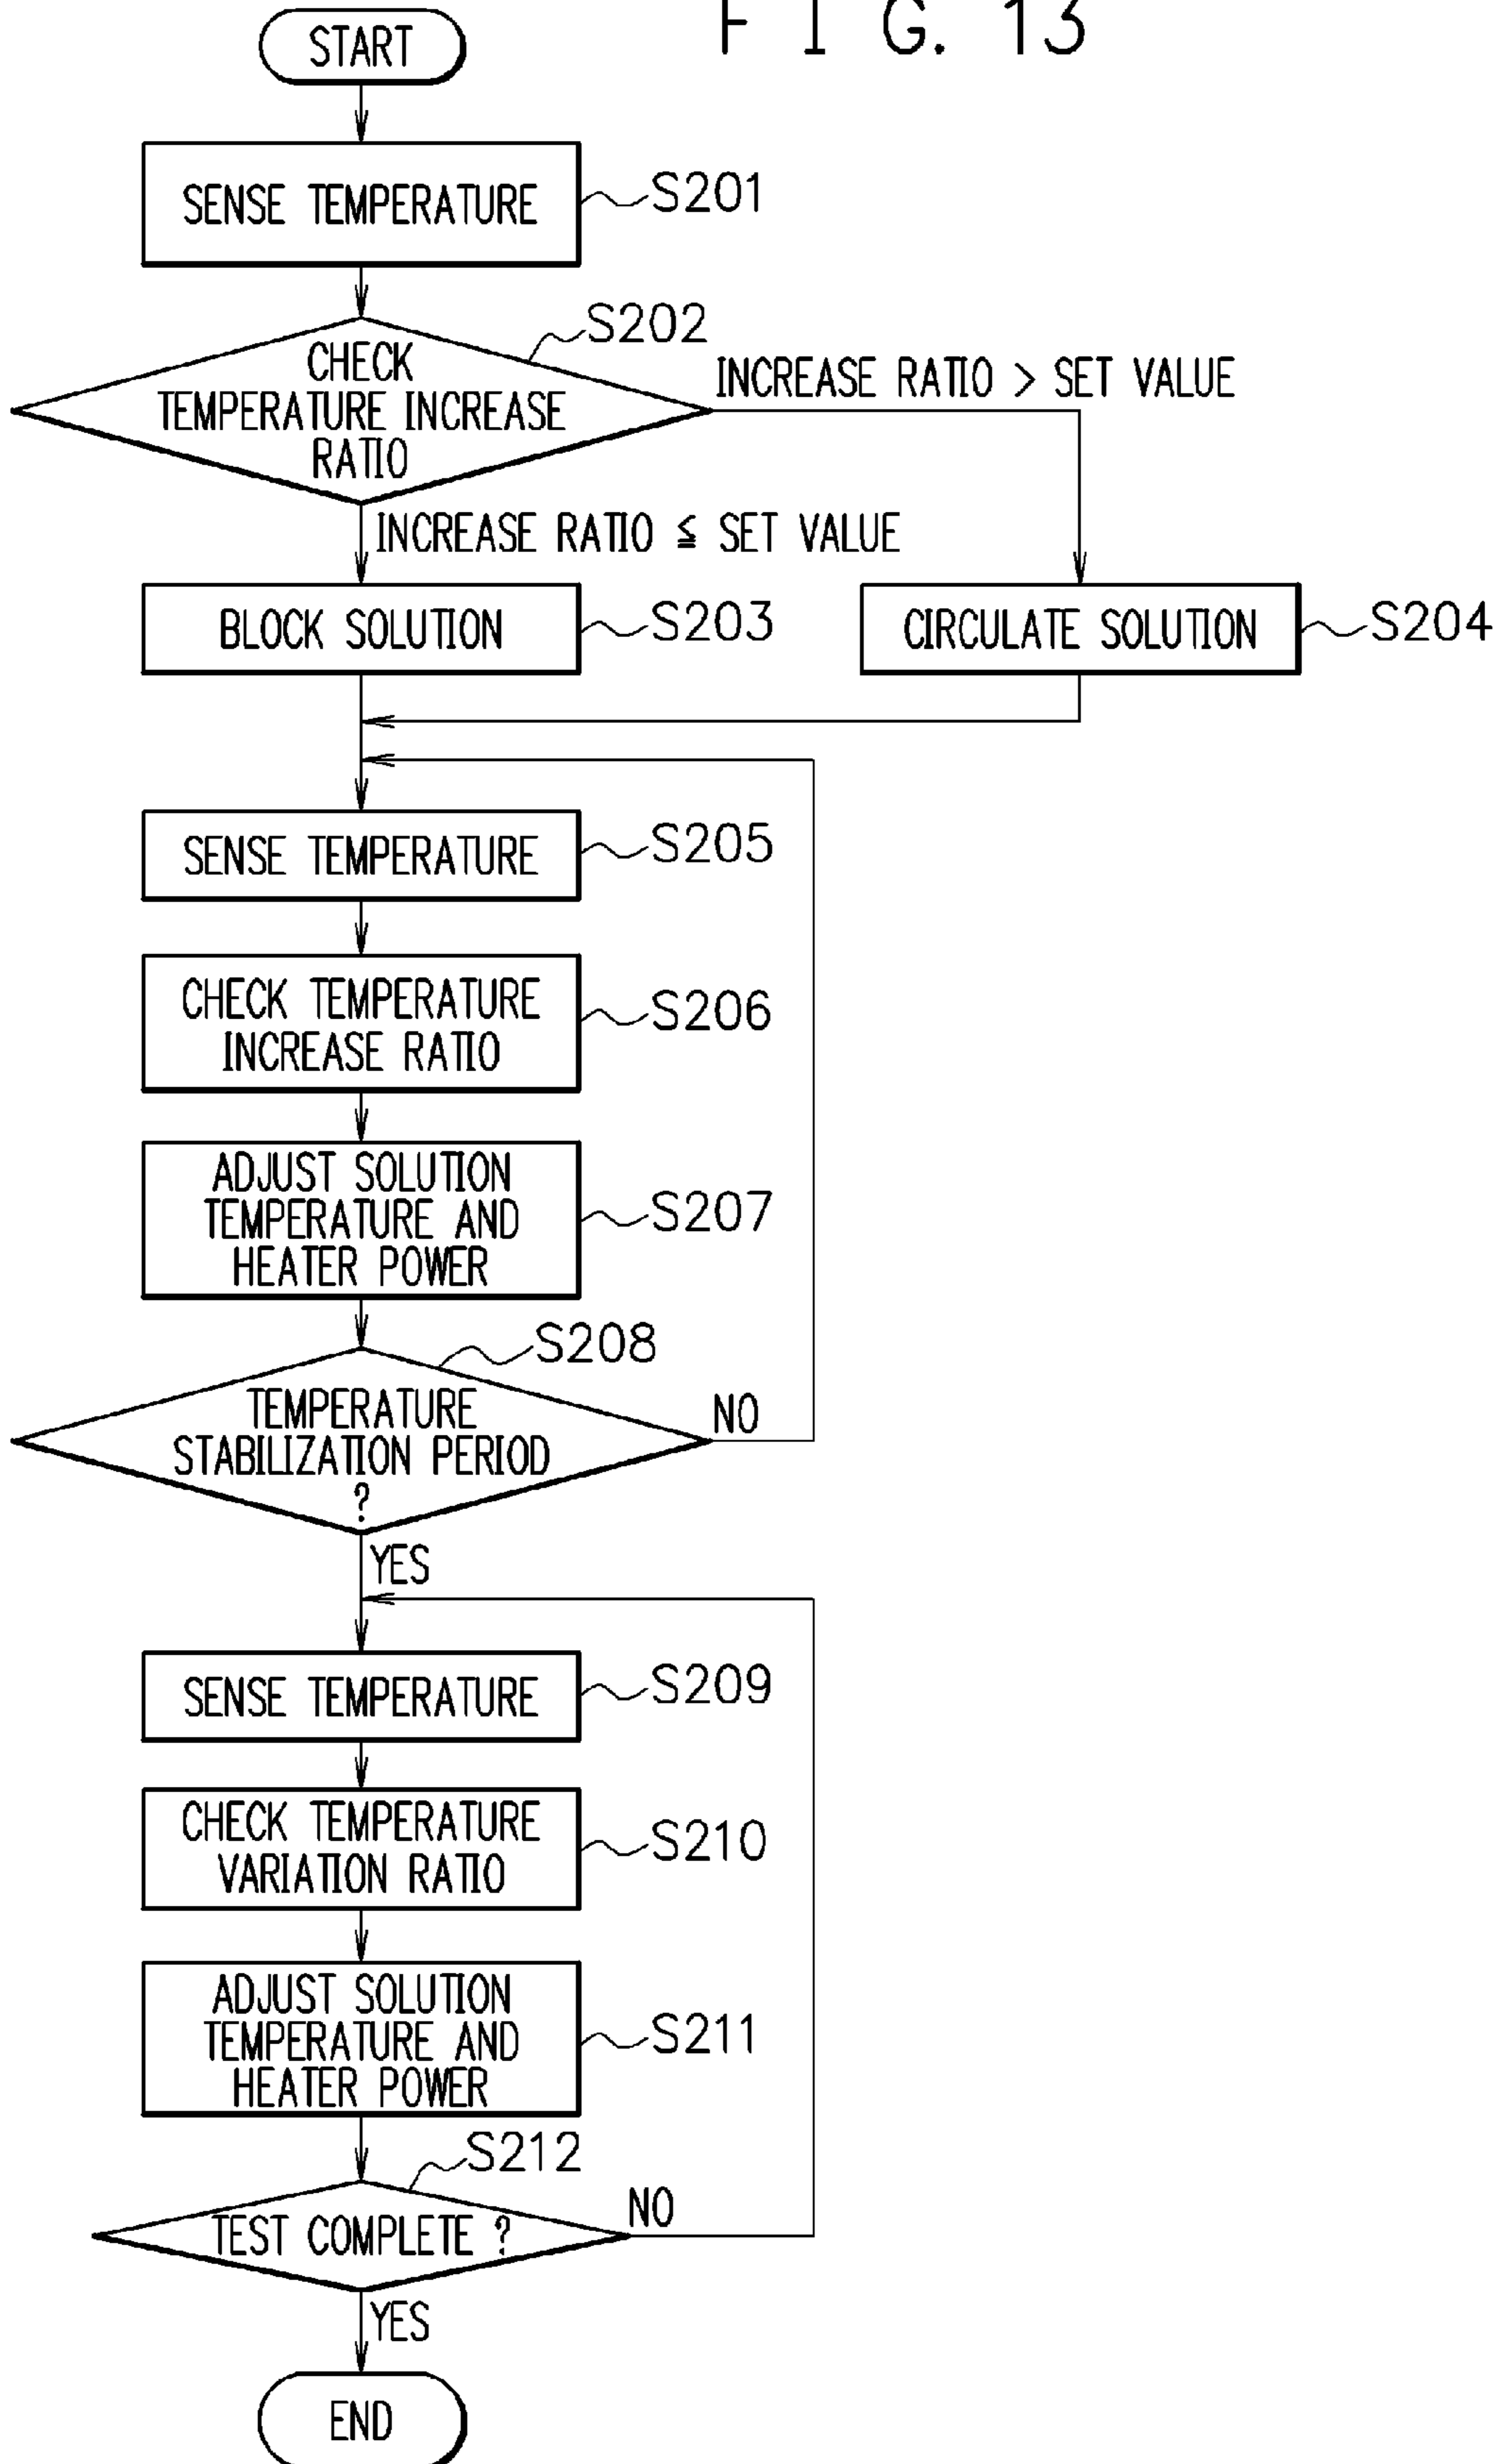 F I G. 13
START
SENSE TEMPERATURE
S201
S202
CHECK
TEMPERATURE INCREASE
RATIO
INCREASE RATIO > SET VALUE
INCREASE RATIO ≦ SET VALUE
BLOCK SOLUTION
S203
CIRCULATE SOLUTION
S204
SENSE TEMPERATURE
S205
CHECK TEMPERATURE
INCREASE RATIO
S206
ADJUST SOLUTION
TEMPERATURE AND
HEATER POWER
S207
S208
TEMPERATURE
STABILIZATION PERIOD
?
NO
YES
SENSE TEMPERATURE
S209
CHECK TEMPERATURE
VARIATION RATIO
S210
ADJUST SOLUTION
TEMPERATURE AND
HEATER POWER
S211
S212
TEST COMPLETE ?
NO
YES
END